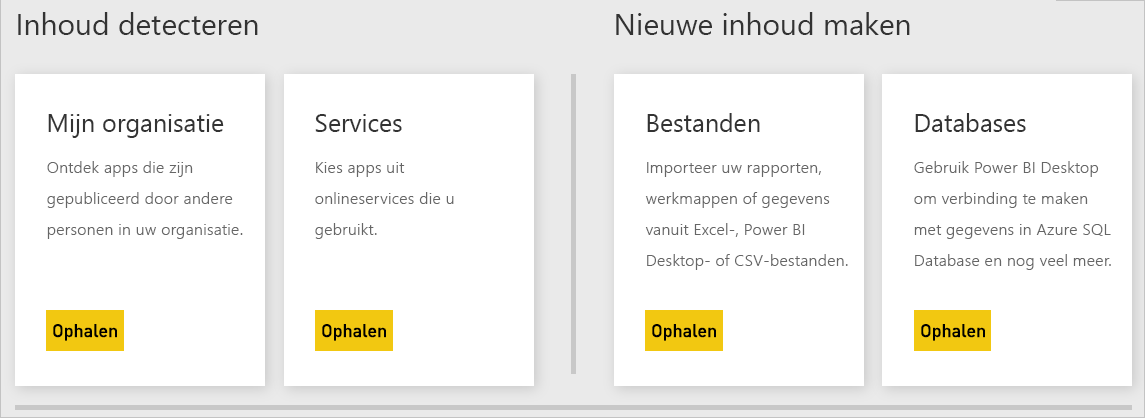 Inhoud detecteren
Mijn organisatie
Ontdek apps die zijn
gepubliceerd door andere
personen in uw organisatie.
Ophalen
Services
Kies apps uit
onlineservices die u
gebruikt.
Ophalen
Nieuwe inhoud maken
Bestanden
Importeer uw rapporten,
werkmappen of gegevens
vanuit Excel-, Power BI
Desktop- of CSV-bestanden.
Ophalen
Databases
Gebruik Power BI Desktop
om verbinding te maken
met gegevens in Azure SQL
Database en nog veel meer.
Ophalen